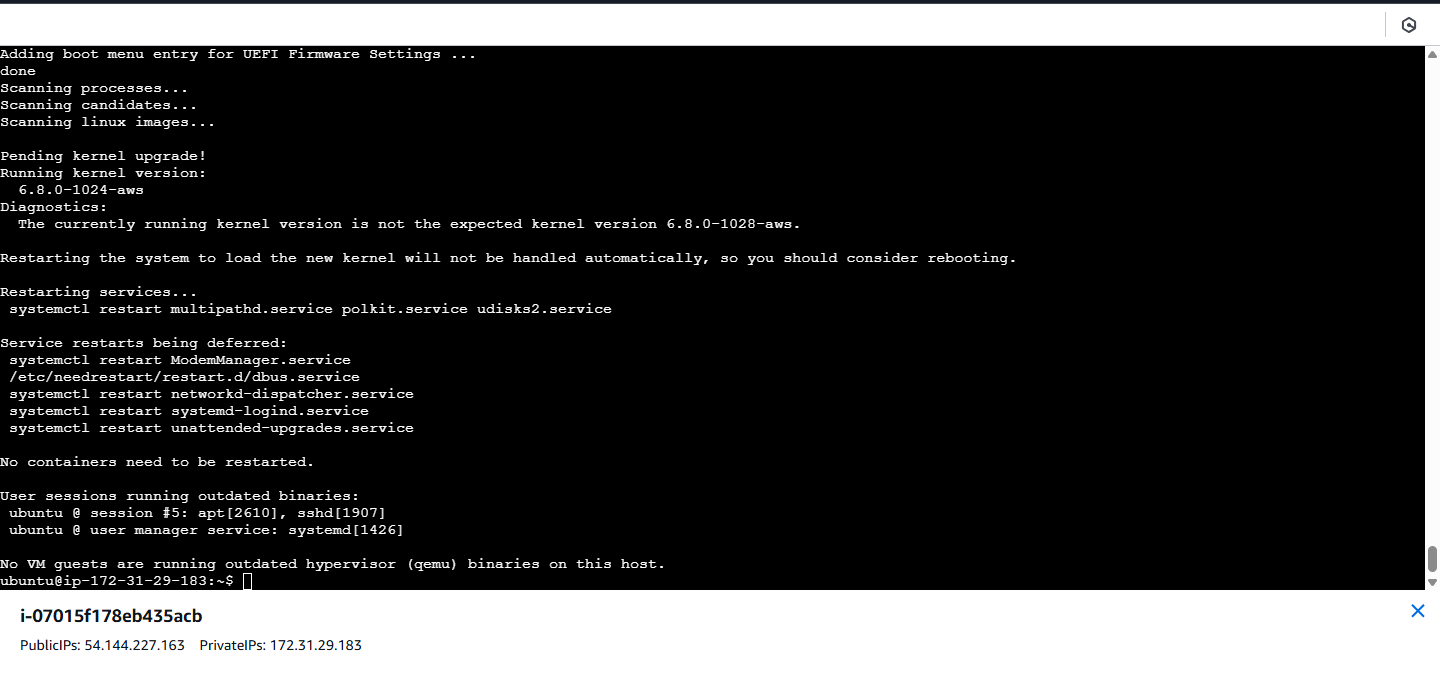 Adding boot menu entry for UEFI Firmware Settings ...
done
Scanning processes...
Scanning candidates...
Scanning linux images...
Pending kernel upgrade!
Running kernel version:
6.8.0-1024-aws
Diagnostics:
The currently running kernel version is not the expected kernel version 6.8.0-1028-aws.
Restarting the system to load the new kernel will not be handled automatically, so you should consider rebooting.
Restarting services...
systemctl restart multipathd.service polkit.service udisks2.service
Service restarts being deferred:
systemctl restart ModemManager.service
/etc/needrestart/restart.d/dbus.service
systemctl restart networkd-dispatcher.service
systemctl restart systemd-logind.service
systemctl restart unattended-upgrades.service
No containers need to be restarted.
User sessions running outdated binaries:
ubuntu @ session #5: apt[2610], sshd[1907]
ubuntu @ user manager service: systemd[1426]
No VM guests are running outdated hypervisor (qemu) binaries on this host.
ubuntu@ip-172-31-29-183:~$
i-07015f178eb435acb
PublicIPs: 54.144.227.163 PrivateIPs: 172.31.29.183